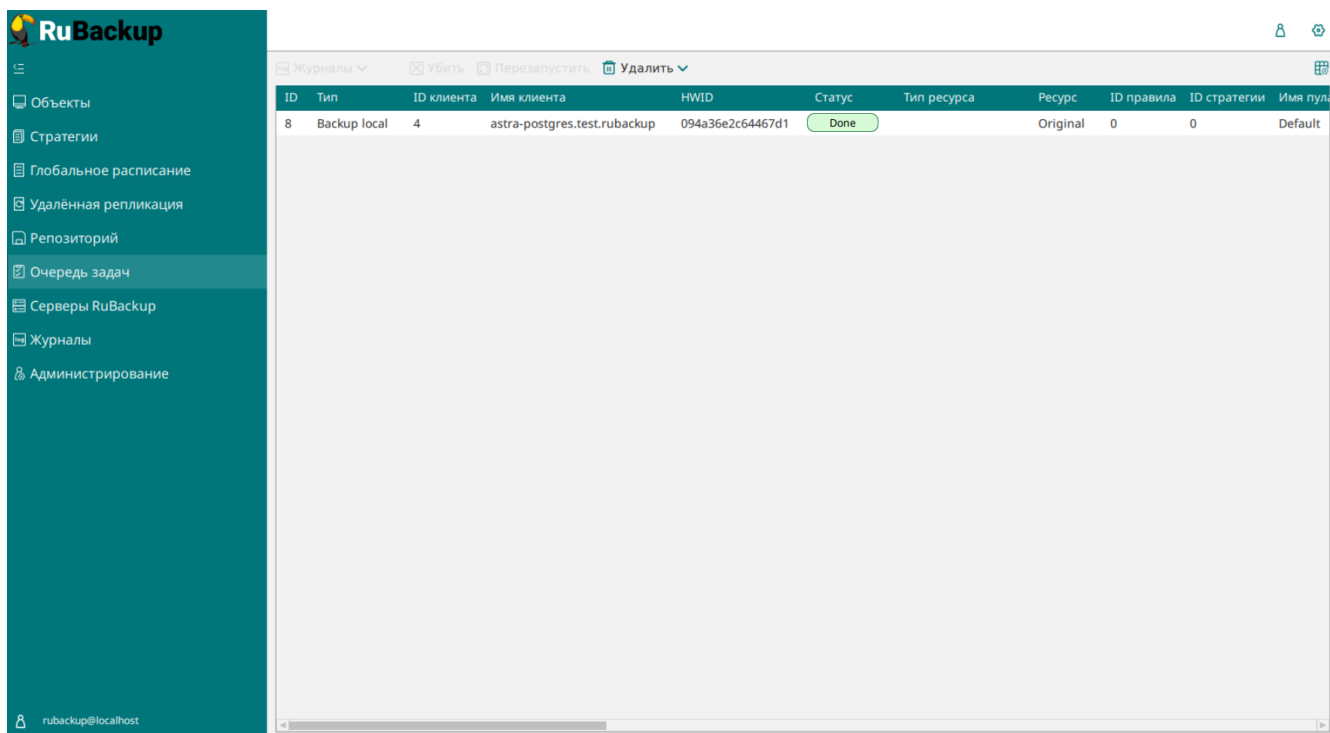 RuBackup
Журналы Убить Перезапустить Удалить
Объекты
Стратегии
Глобальное расписание
Удалённая репликация
Репозиторий
Очередь задач
Серверы RuBackup
Журналы
Администрирование
ID Тип ID клиента Имя клиента HWID Статус Тип ресурса Ресурс ID правила ID стратегии Имя пула
8 Backup local 4 astra-postgres.test.rubackup 094a36e2c64467d1 Done Original 0 0 Default
rubackup@localhost